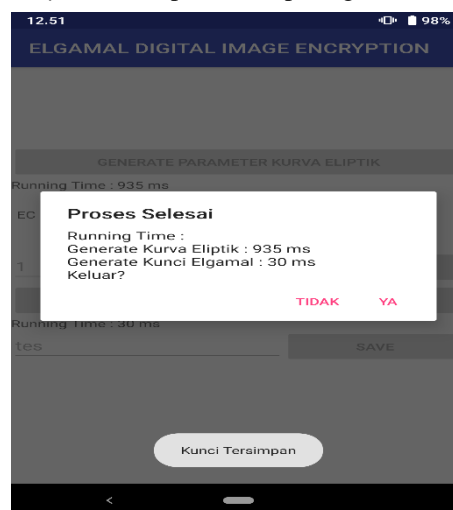 12.51
98%
ELGAMAL DIGITAL IMAGE ENCRYPTION
GENERATE PARAMETER KURVA ELIPTIK
Running Time : 935 ms
EC
Proses Selesai
Running Time :
Generate Kurva Eliptik : 935 ms
Generate Kunci Elgamal : 30 ms
Keluar?
1
TIDAK YA
Running Time : 30 ms
tes
SAVE
Kunci Tersimpan